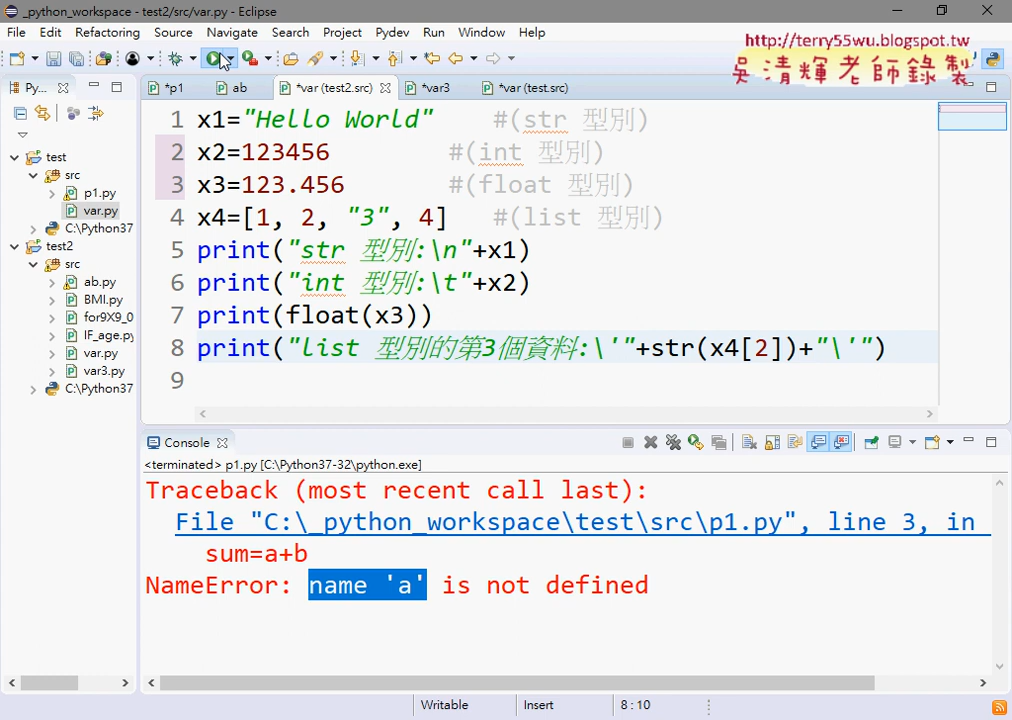 _python_workspace - test2/src/var.py - Eclipse
File Edit Refactoring Source Navigate Search Project Pydev Run Window Help
http://terry55wu.blogspot.tw
吳清輝老師錄製
Py...
*p1 ab *var (test2.src) *var3 *var (test.src)
test
src
p1.py
var.py
C:\Python37
test2
src
ab.py
BMI.py
for9X9_0
IF_age.py
var.py
var3.py
C:\Python37
1 x1="Hello World" #(str 型別)
2 x2=123456 #(int 型別)
3 x3=123.456 #(float 型別)
4 x4=[1, 2, "3", 4] #(list 型別)
5 print("str 型別:\n"+x1)
6 print("int 型別:\t"+x2)
7 print(float(x3))
8 print("list 型別的第3個資料:\'"+str(x4[2])+"\'")
9
Console
<terminated> p1.py [C:\Python37-32\python.exe]
Traceback (most recent call last):
File "C:\_python_workspace\test\src\p1.py", line 3, in
sum=a+b
NameError: name 'a' is not defined
Writable Insert 8 : 10